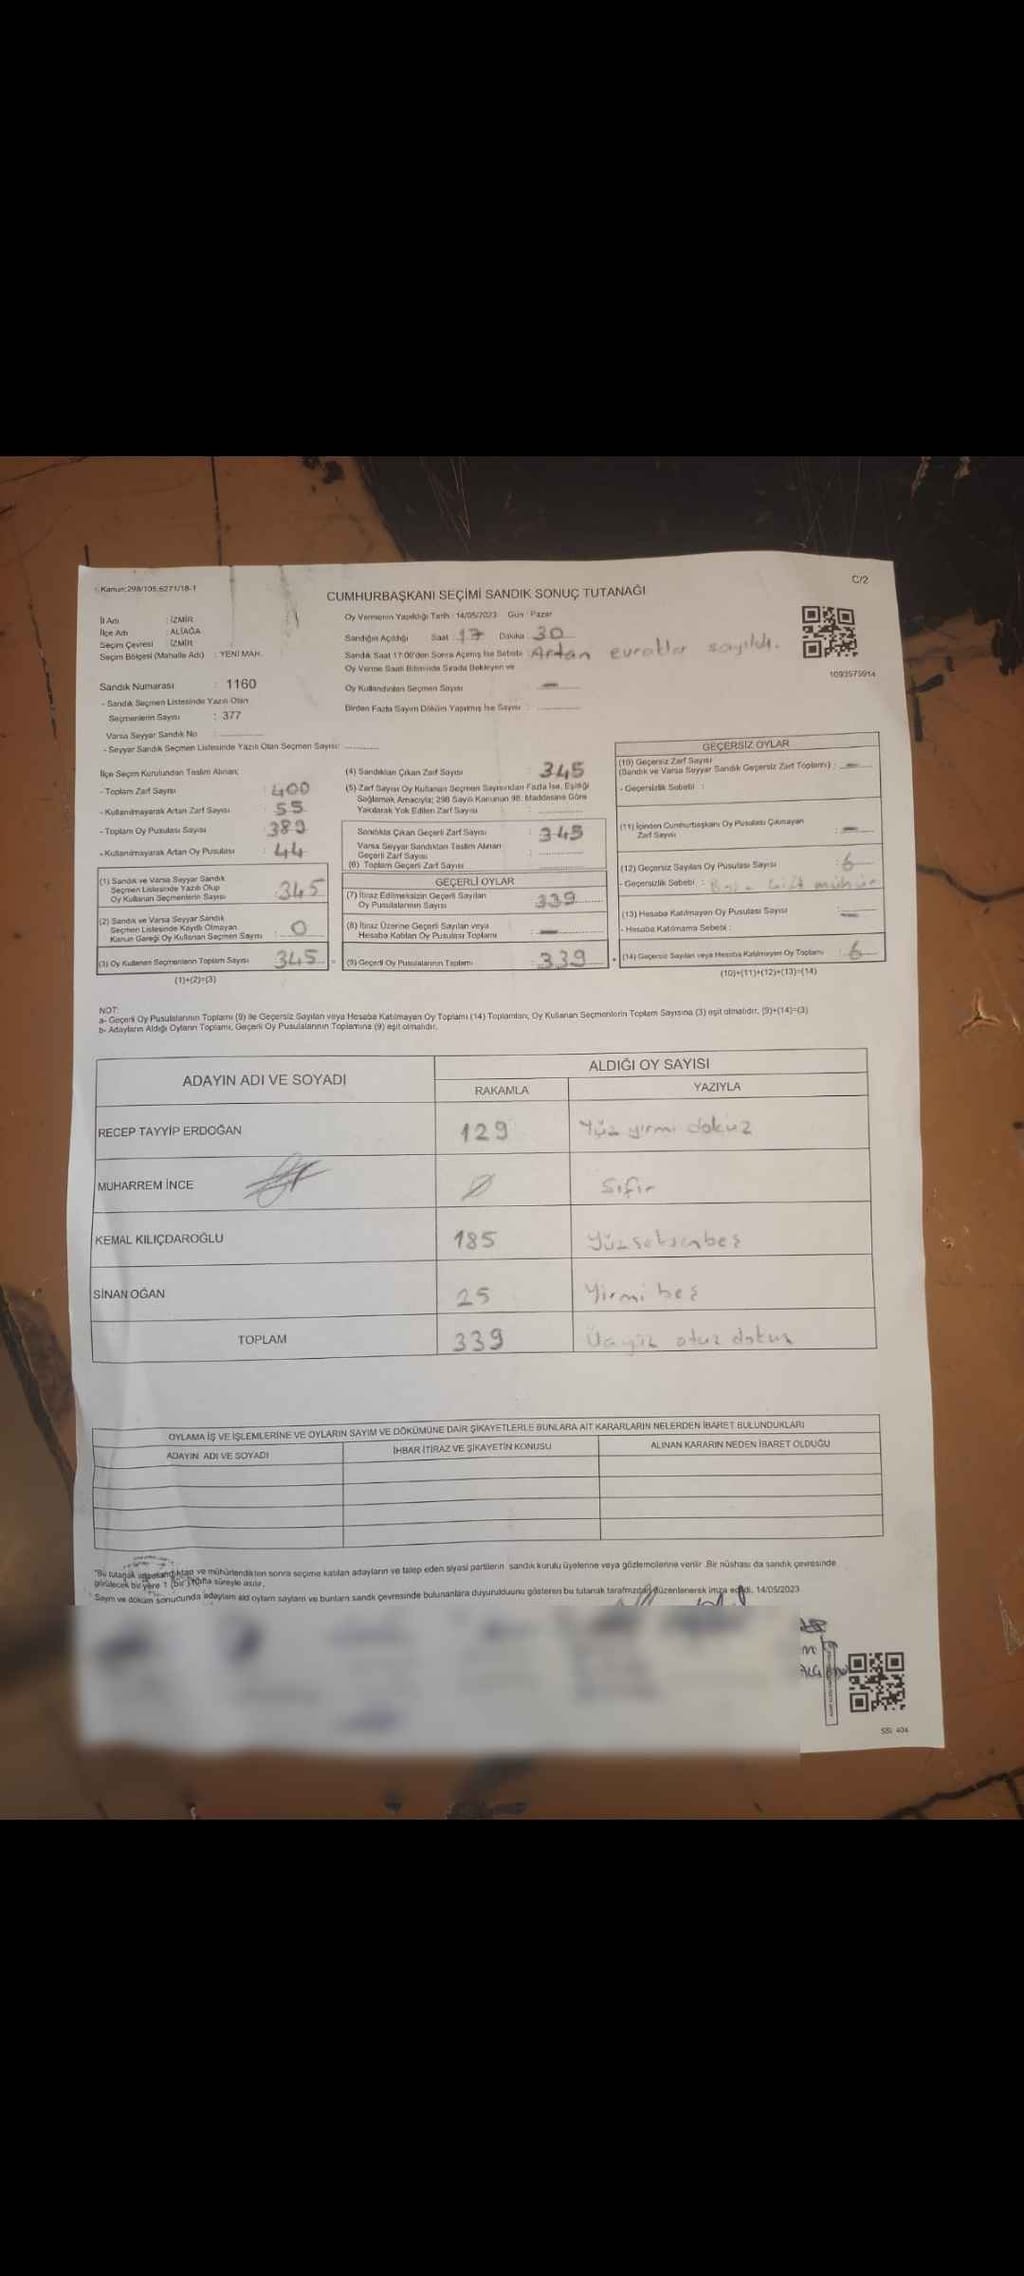 Kanun:298/105,6271/18-1
C/2
CUMHURBAŞKANI SEÇİMİ SANDIK SONUÇ TUTANAĞI
İl Adı : İZMİR
İlçe Adı : ALİAĞA
Seçim Çevresi : İZMİR
Seçim Bölgesi (Mahalle Adı) : YENİ MAH.
Oy Vermenin Yapıldığı Tarih : 14/05/2023 Gün : Pazar
Sandığın Açıldığı Saat 17 Dakika : 30
Sandık Saat 17:00'den Sonra Açılmış İse Sebebi : Artan evraklar sayıldı.
Oy Verme Saati Bitiminde Sırada Bekleyen ve
Oy Kullandırılan Seçmen Sayısı : —
Birden Fazla Sayım Döküm Yapılmış İse Sayısı :
1093575914
Sandık Numarası : 1160
- Sandık Seçmen Listesinde Yazılı Olan
Seçmenlerin Sayısı : 377
Varsa Seyyar Sandık No :
- Seyyar Sandık Seçmen Listesinde Yazılı Olan Seçmen Sayısı:
İlçe Seçim Kurulundan Teslim Alınan;
- Toplam Zarf Sayısı : 400
- Kullanılmayarak Artan Zarf Sayısı : 55
- Toplam Oy Pusulası Sayısı : 389
- Kullanılmayarak Artan Oy Pusulası : 44
(1) Sandık ve Varsa Seyyar Sandık
Seçmen Listesinde Yazılı Olup
Oy Kullanan Seçmenlerin Sayısı : 345
(2) Sandık ve Varsa Seyyar Sandık
Seçmen Listesinde Kayıtlı Olmayan
Kanun Gereği Oy Kullanan Seçmen Sayısı : 0
(3) Oy Kullanan Seçmenlerin Toplam Sayısı : 345
(1)+(2)=(3)
(4) Sandıktan Çıkan Zarf Sayısı : 345
(5) Zarf Sayısı Oy Kullanan Seçmen Sayısından Fazla İse, Eşitliği
Sağlamak Amacıyla; 298 Sayılı Kanunun 98. Maddesine Göre
Yakılarak Yok Edilen Zarf Sayısı :
Sandıkta Çıkan Geçerli Zarf Sayısı : 345
Varsa Seyyar Sandıktan Teslim Alınan
Geçerli Zarf Sayısı :
(6) Toplam Geçerli Zarf Sayısı :
GEÇERLİ OYLAR
(7) İtiraz Edilmeksizin Geçerli Sayılan
Oy Pusulalarının Sayısı : 339
(8) İtiraz Üzerine Geçerli Sayılan veya
Hesaba Katılan Oy Pusulası Toplamı : —
(9) Geçerli Oy Pusulalarının Toplamı : 339
GEÇERSİZ OYLAR
(10) Geçersiz Zarf Sayısı
(Sandık ve Varsa Seyyar Sandık Geçersiz Zarf Toplamı) : —
- Geçersizlik Sebebi :
(11) İçinden Cumhurbaşkanı Oy Pusulası Çıkmayan
Zarf Sayısı : —
(12) Geçersiz Sayılan Oy Pusulası Sayısı : 6
- Geçersizlik Sebebi : çift mühür
(13) Hesaba Katılmayan Oy Pusulası Sayısı : —
- Hesaba Katılmama Sebebi :
(14) Geçersiz Sayılan veya Hesaba Katılmayan Oy Toplamı : 6
(10)+(11)+(12)+(13)=(14)
NOT:
a- Geçerli Oy Pusulalarının Toplamı (9) ile Geçersiz Sayılan veya Hesaba Katılmayan Oy Toplamı (14) Toplamları, Oy Kullanan Seçmenlerin Toplam Sayısına (3) eşit olmalıdır. (9)+(14)=(3)
b- Adayların Aldığı Oyların Toplamı, Geçerli Oy Pusulalarının Toplamına (9) eşit olmalıdır.
ADAYIN ADI VE SOYADI
ALDIĞI OY SAYISI
RAKAMLA YAZIYLA
RECEP TAYYİP ERDOĞAN 129 Yüz yirmi dokuz
MUHARREM İNCE 0 Sıfır
KEMAL KILIÇDAROĞLU 185 Yüzseksenbeş
SİNAN OĞAN 25 Yirmi beş
TOPLAM 339 Üçyüz otuz dokuz
OYLAMA İŞ VE İŞLEMLERİNE VE OYLARIN SAYIM VE DÖKÜMÜNE DAİR ŞİKAYETLERLE BUNLARA AİT KARARLARIN NELERDEN İBARET BULUNDUKLARI
ADAYIN ADI VE SOYADI İHBAR İTİRAZ VE ŞİKAYETİN KONUSU ALINAN KARARIN NEDEN İBARET OLDUĞU
"Bu tutanak imzalandıktan ve mühürlendikten sonra seçime katılan adayların ve talep eden siyasi partilerin sandık kurulu üyelerine veya gözlemcilerine verilir. Bir nüshası da sandık çevresinde
görülecek bir yere 1 (bir) hafta süreyle asılır.
Sayım ve döküm sonucunda adayların aldığı oyların sayıları ve bunların sandık çevresinde bulunanlara duyurulduunu gösteren bu tutanak tarafımızdan düzenlenerek imza edildi. 14/05/2023
SSI: 404